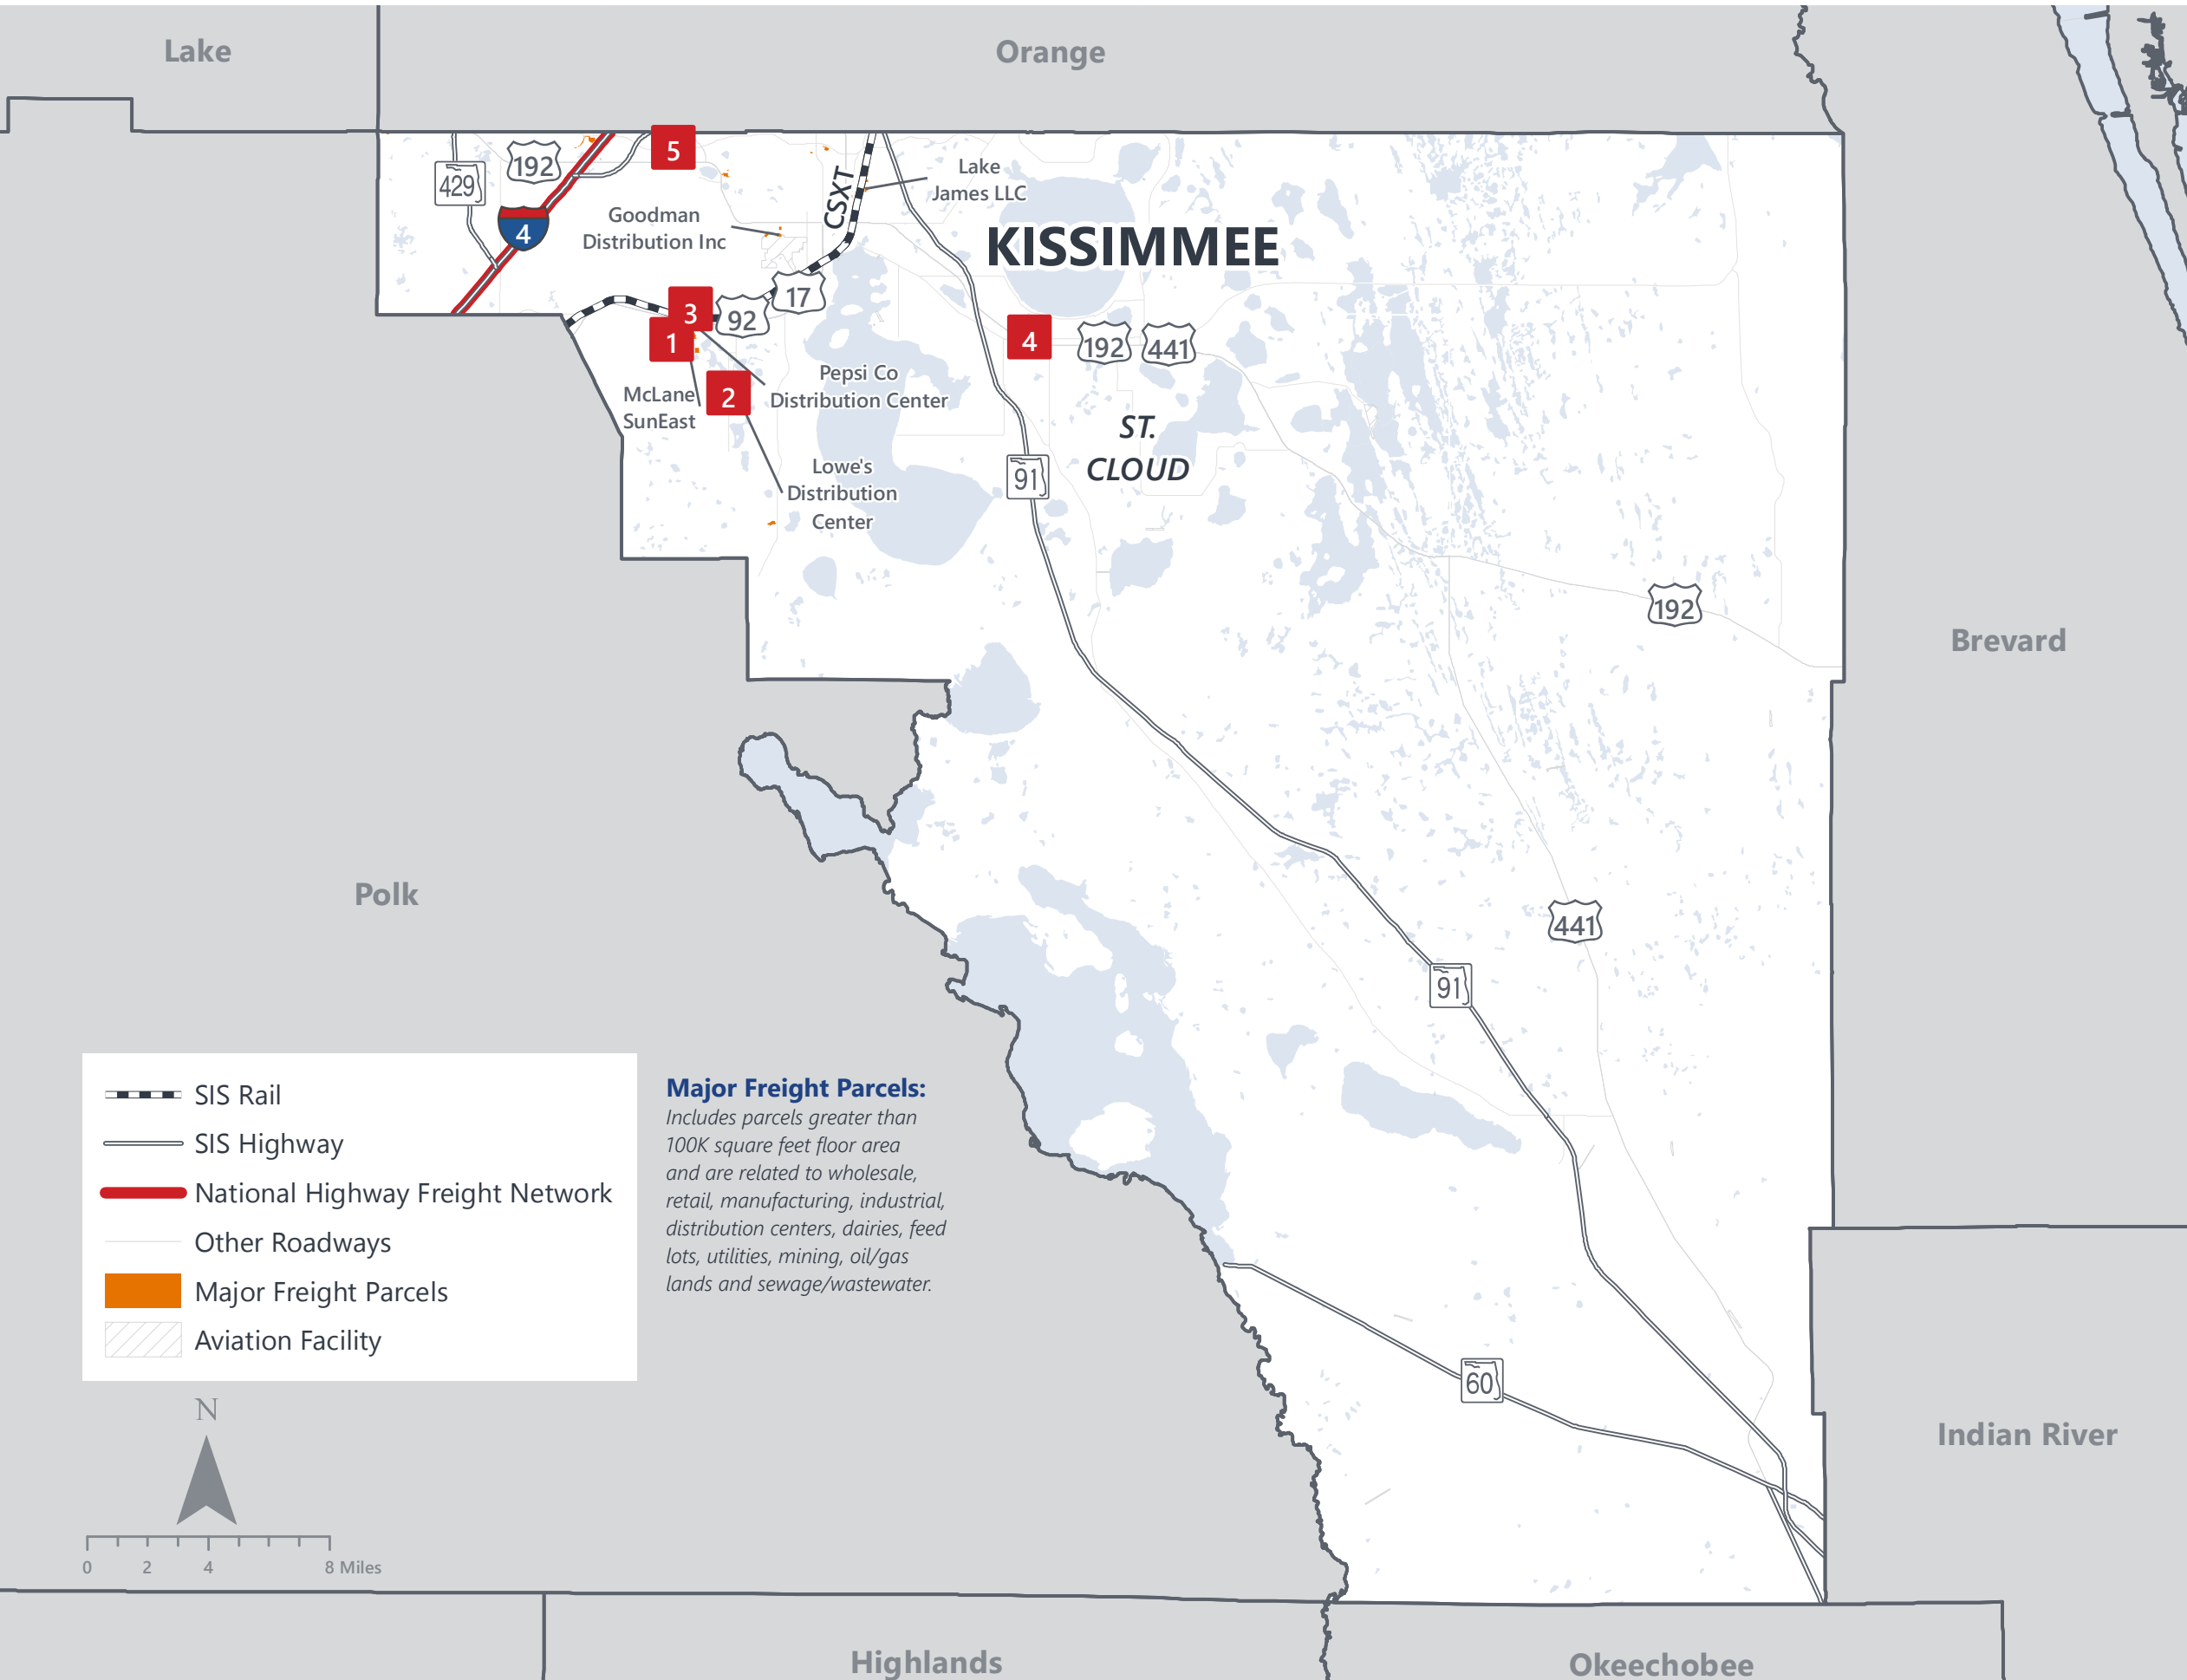 Lake
Orange
5
192
429
CSXT
Lake
James LLC
Goodman
Distribution Inc
4
KISSIMMEE
17
3
92
1
4
192
441
Pepsi Co
Distribution Center
McLane
SunEast
2
ST.
CLOUD
Lowe's
Distribution
Center
91
192
Brevard
Polk
441
91
SIS Rail
SIS Highway
National Highway Freight Network
Other Roadways
Major Freight Parcels
Aviation Facility
Major Freight Parcels:
Includes parcels greater than
100K square feet floor area
and are related to wholesale,
retail, manufacturing, industrial,
distribution centers, dairies, feed
lots, utilities, mining, oil/gas
lands and sewage/wastewater.
60
Indian River
N
0 2 4 8 Miles
Highlands
Okeechobee